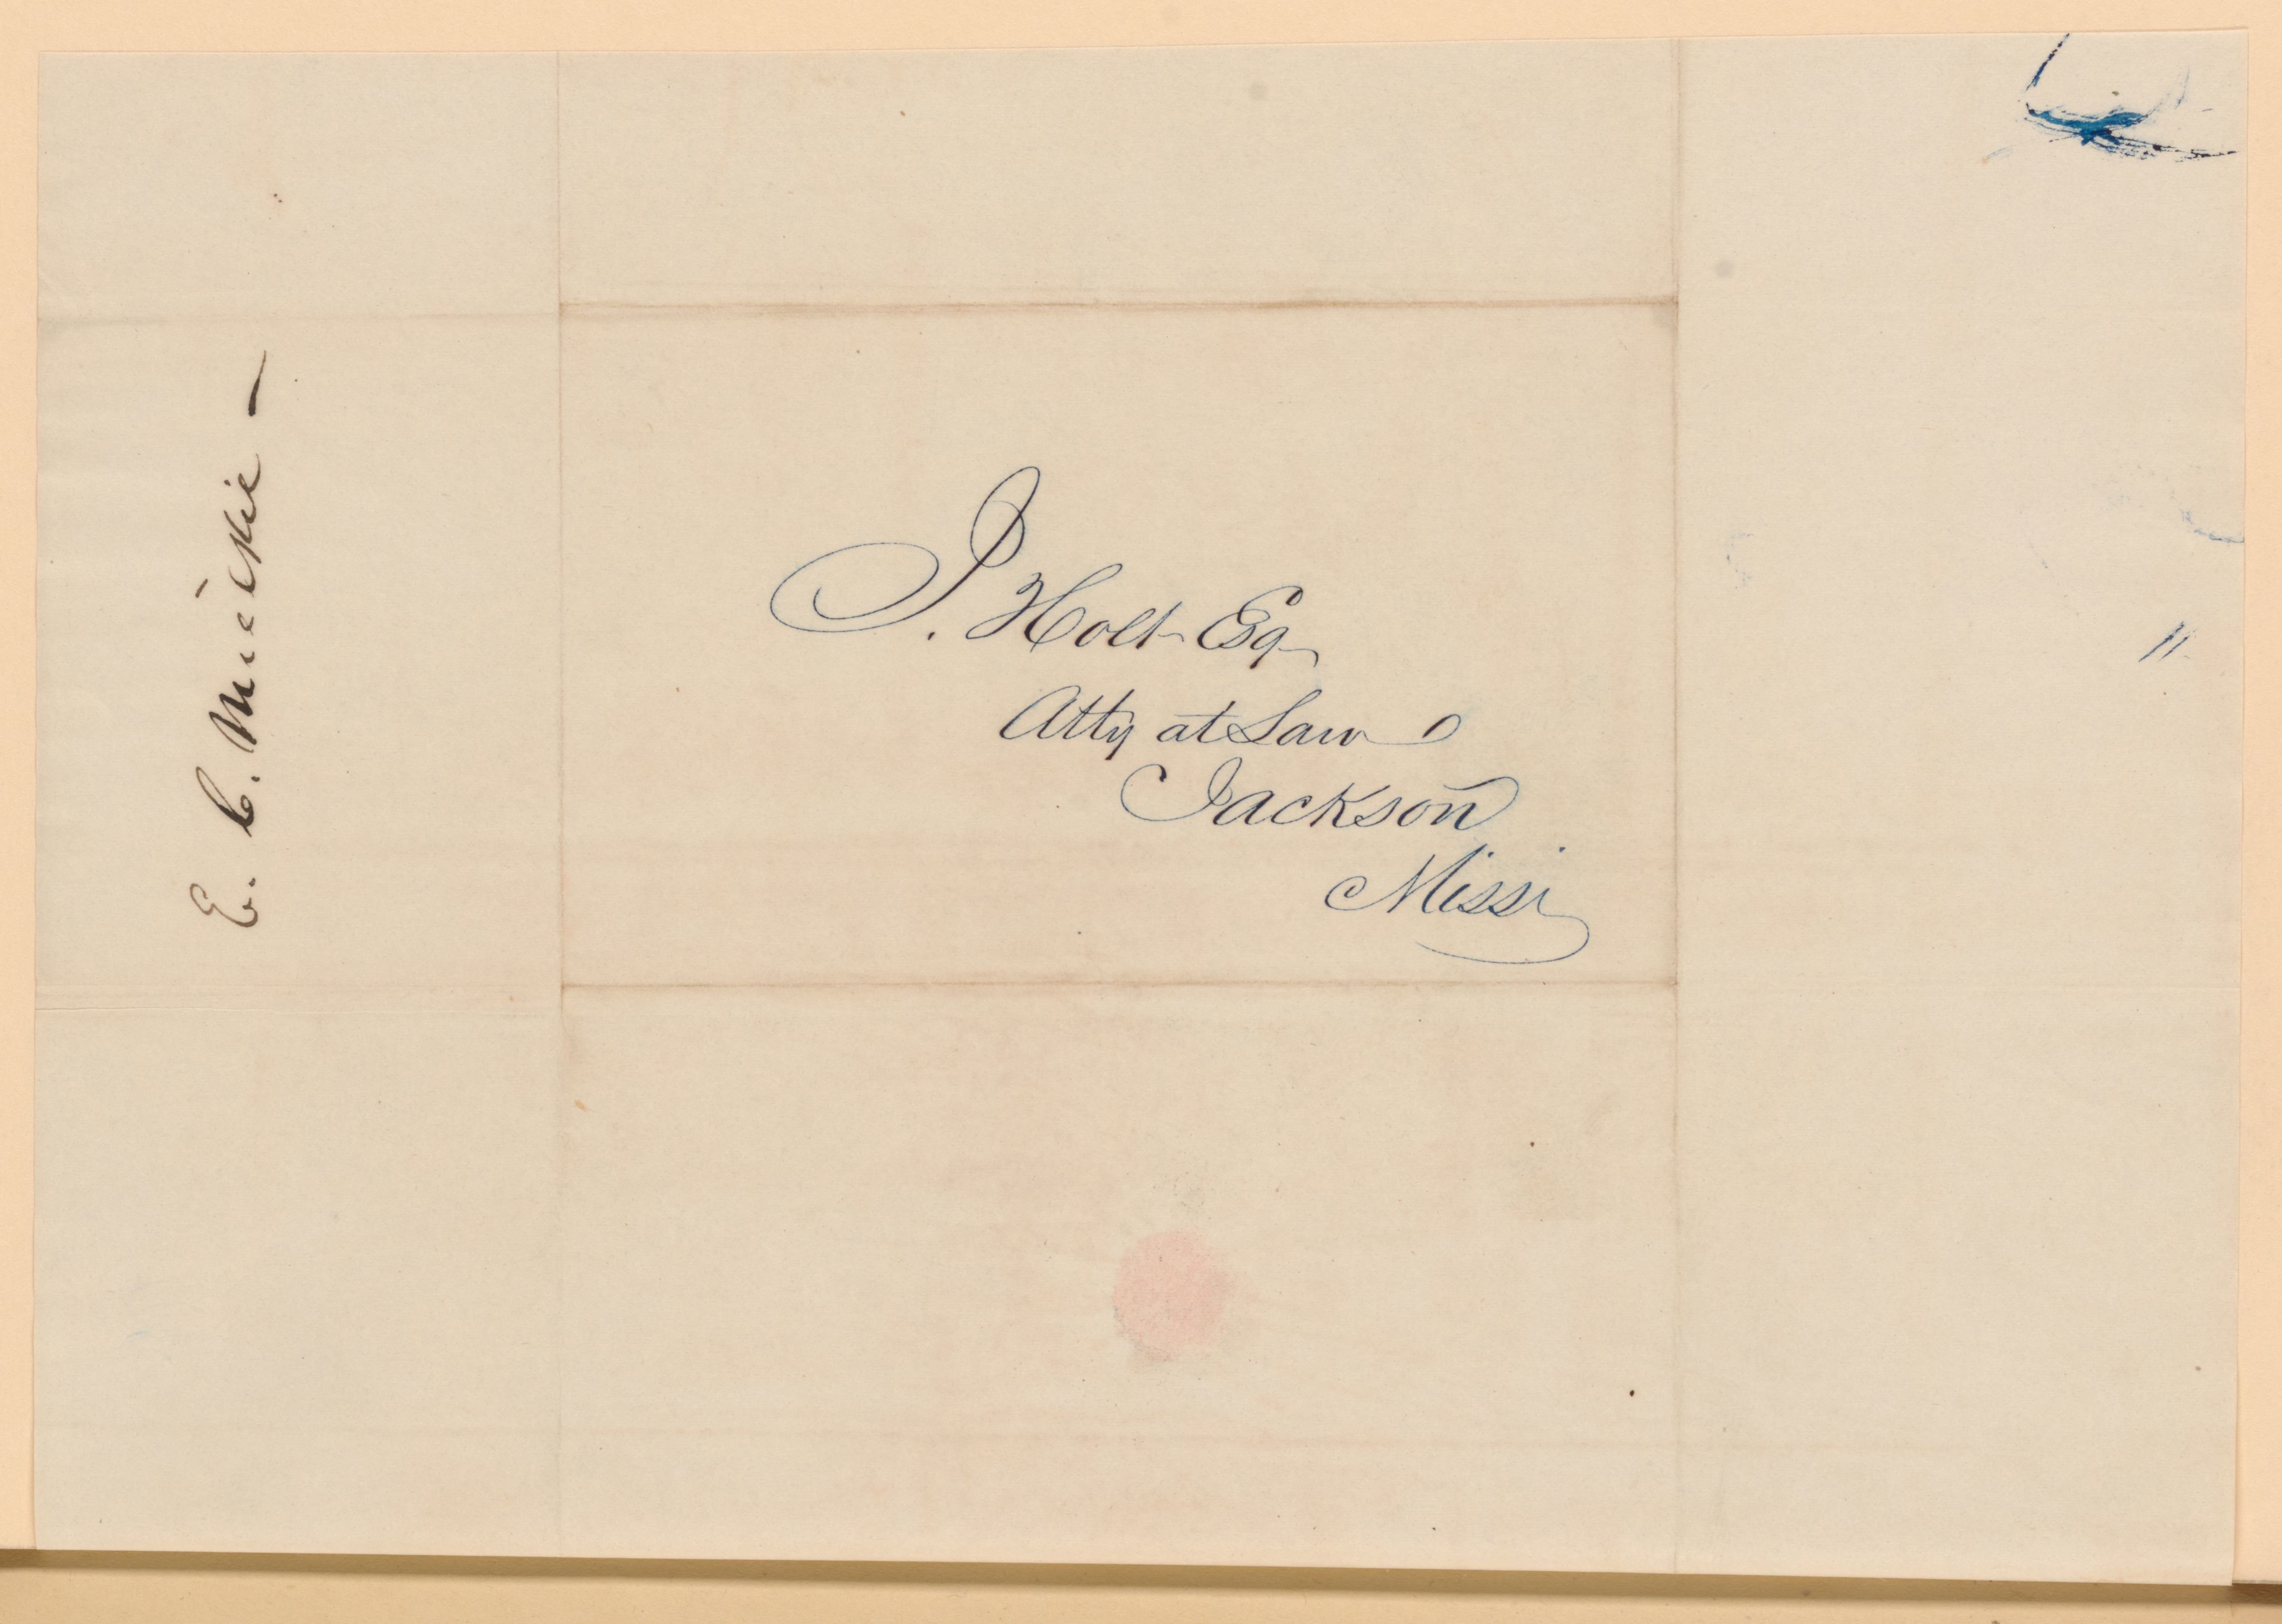 J. Holt Esq
Atty at Law
Jackson
Missi
E. C.